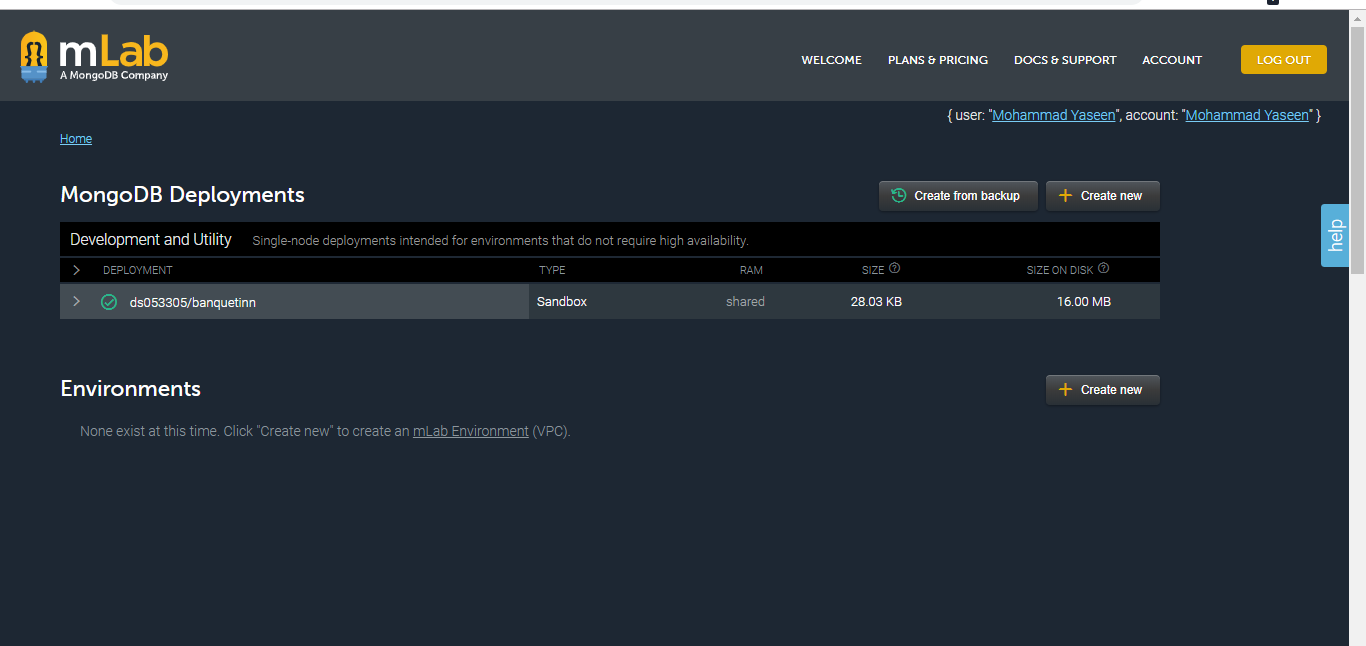 mLab
A MongoDB Company
WELCOME PLANS & PRICING DOCS & SUPPORT ACCOUNT LOG OUT
{ user: "Mohammad Yaseen", account: "Mohammad Yaseen" }
Home
MongoDB Deployments Create from backup Create new
help
Development and Utility Single-node deployments intended for environments that do not require high availability.
DEPLOYMENT TYPE RAM SIZE SIZE ON DISK
ds053305/banquetinn Sandbox shared 28.03 KB 16.00 MB
Environments Create new
None exist at this time. Click "Create new" to create an mLab Environment (VPC).